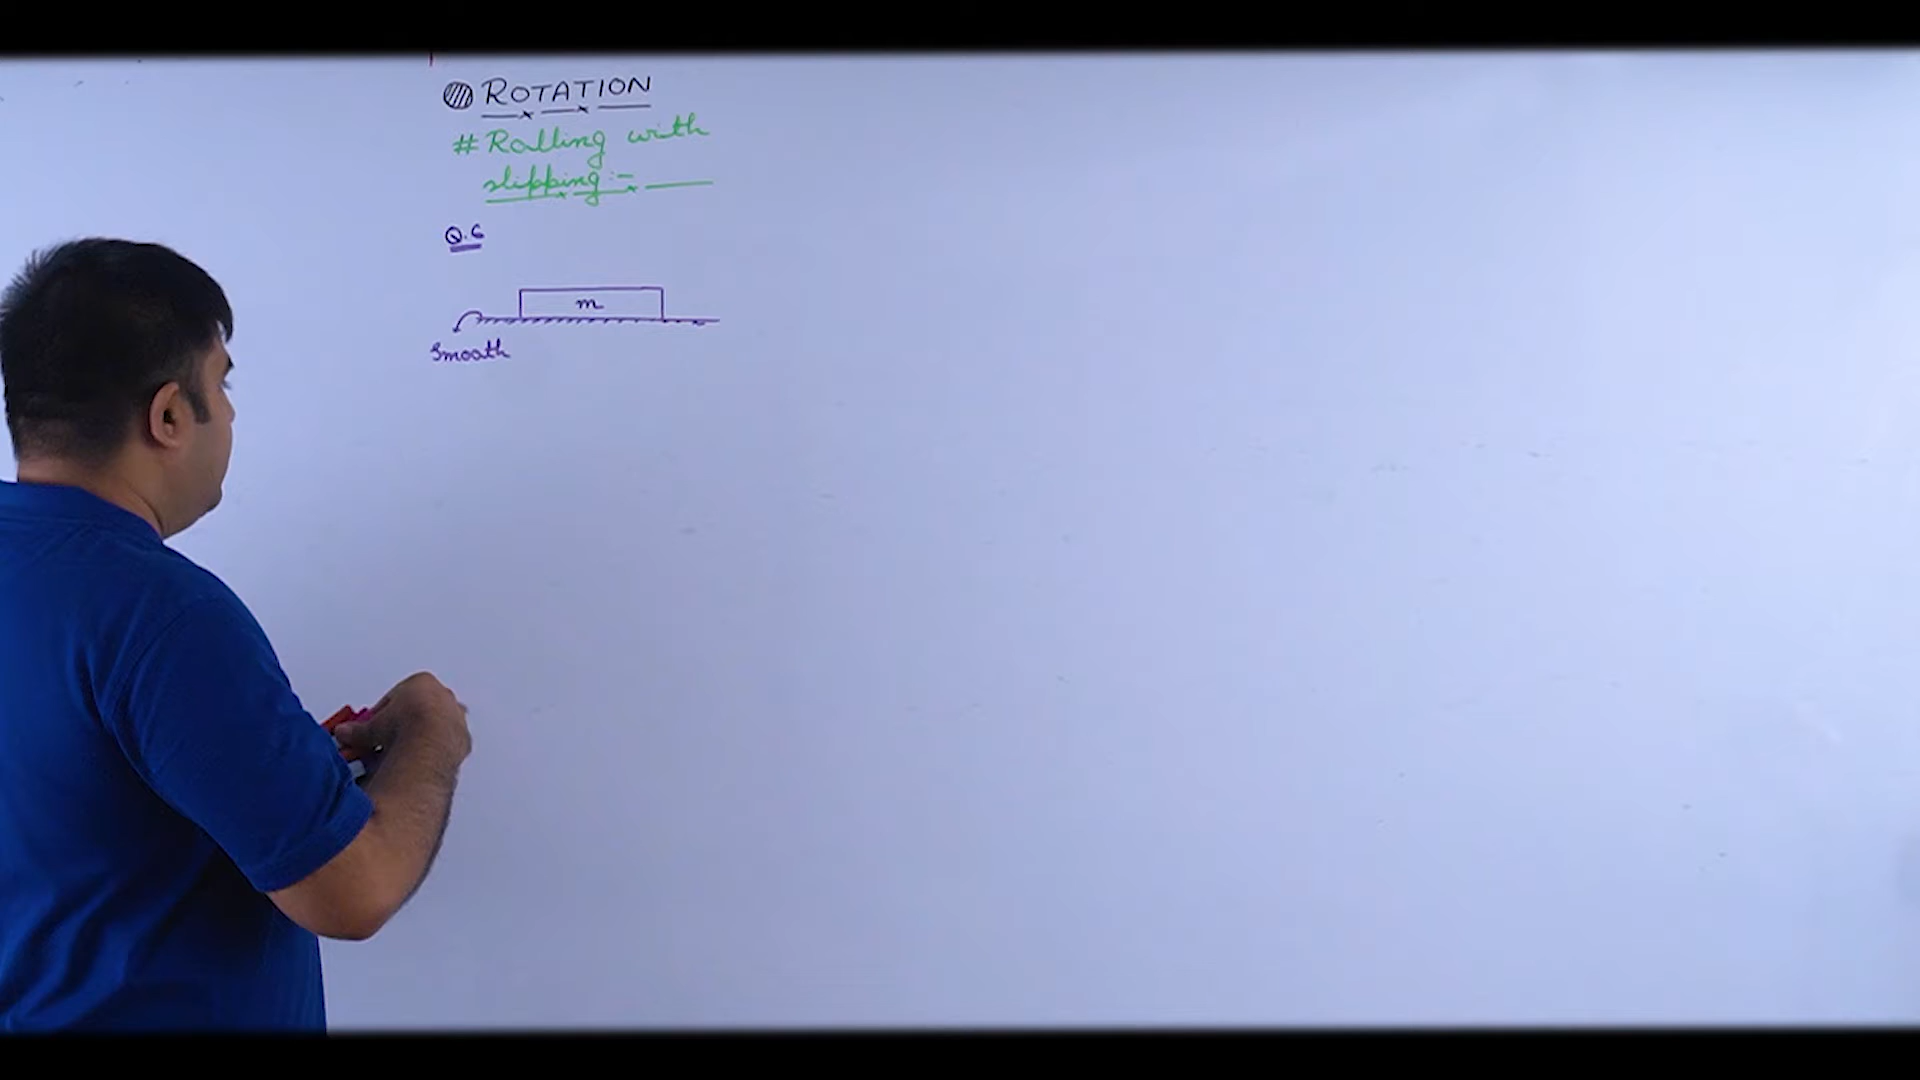 ROTATION
# Rolling with
slipping :-
Q.6
m
Smooth